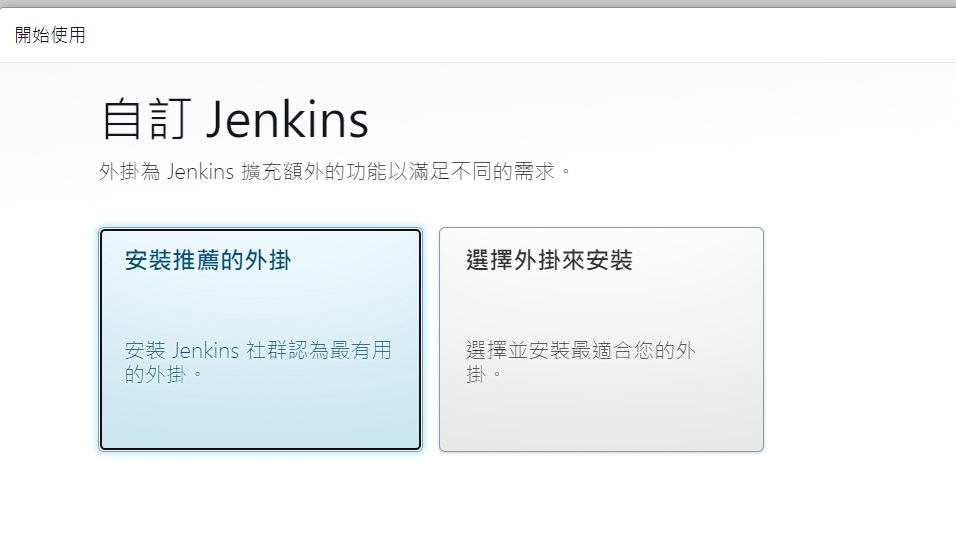 開始使用
自訂 Jenkins
外掛為 Jenkins 擴充額外的功能以滿足不同的需求。
安裝推薦的外掛
安裝 Jenkins 社群認為最有用
的外掛。
選擇外掛來安裝
選擇並安裝最適合您的外
掛。